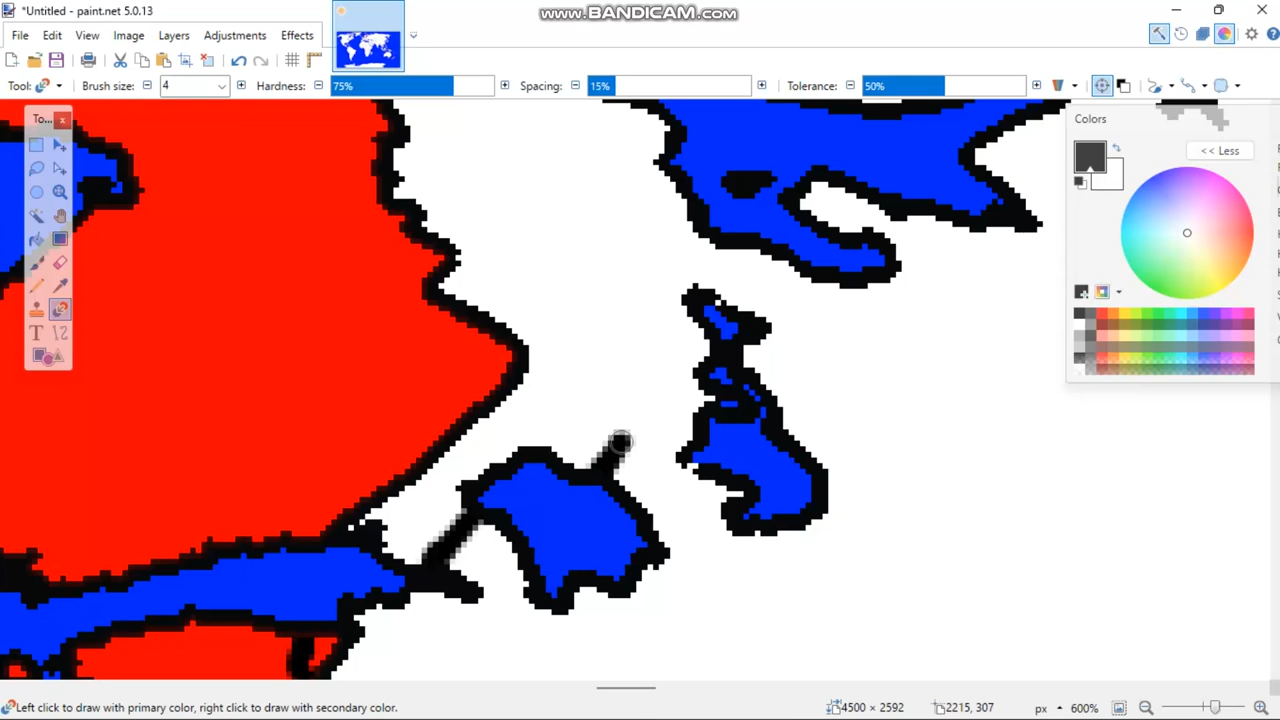 *Untitled - paint.net 5.0.13
WWW.BANDICAM.COM
File Edit View Image Layers Adjustments Effects
Tool: Brush size: 4 Hardness: 75% Spacing: 15% Tolerance: 50%
To...
Colors
<< Less
T
Left click to draw with primary color, right click to draw with secondary color.
4500 × 2592
2215, 307
px
600%